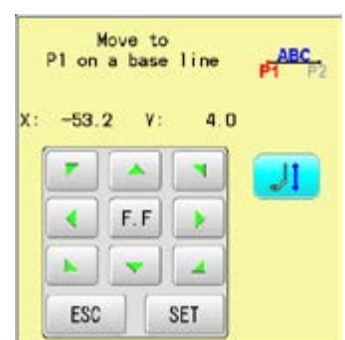 Move to
P1 on a base line
ABC
P1 P2
X: -53.2 Y: 4.0
F.F
ESC SET